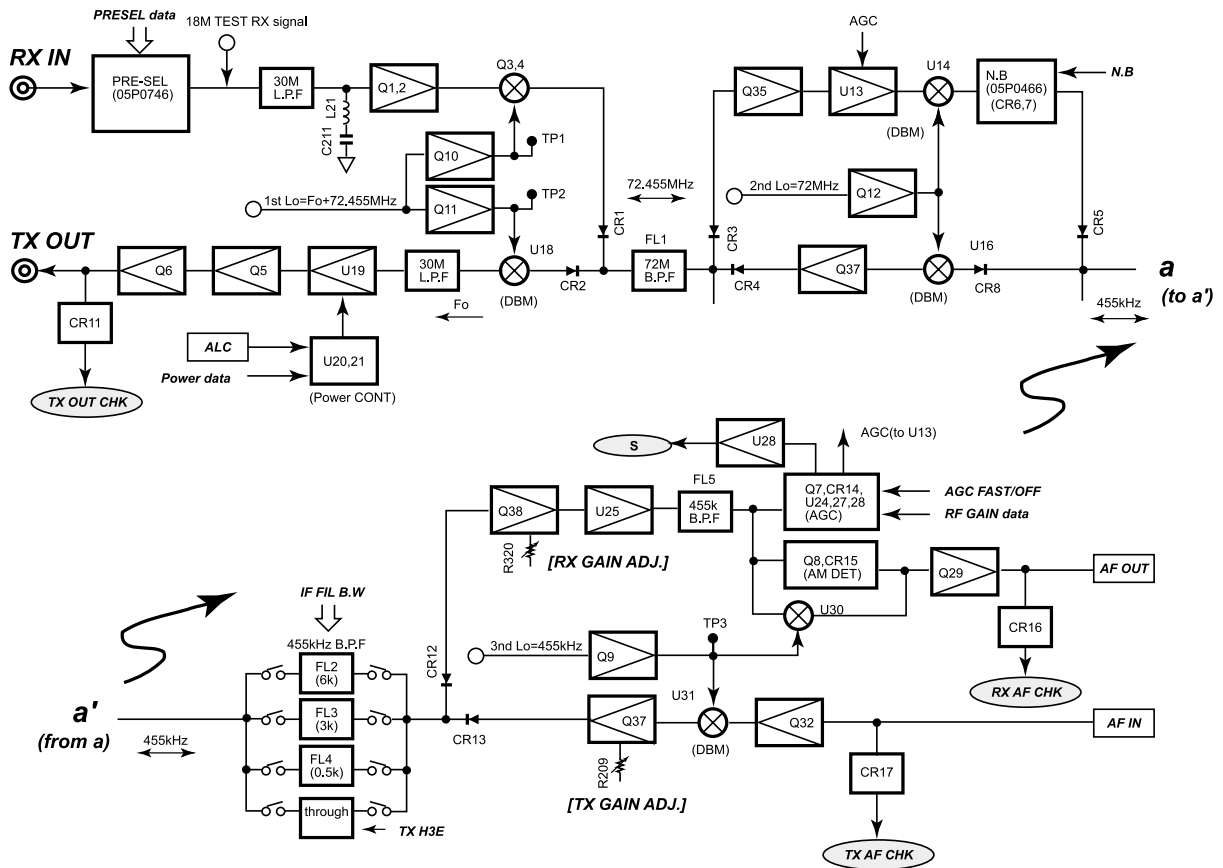 PRESEL data
18M TEST RX signal
RX IN
PRE-SEL
(05P0746)
30M
L.P.F
L21
C211
Q1,2
Q3,4
Q10
TP1
Q11
TP2
1st Lo=Fo+72.455MHz
CR1
AGC
Q35
U13
U14
(DBM)
N.B
(05P0466)
(CR6,7)
N.B
72.455MHz
2nd Lo=72MHz
Q12
CR3
CR5
TX OUT
Q6
Q5
U19
30M
L.P.F
U18
(DBM)
CR2
FL1
72M
B.P.F
CR4
Q37
U16
(DBM)
CR8
a
(to a')
455kHz
Fo
CR11
ALC
Power data
U20,21
(Power CONT)
TX OUT CHK
S
U28
AGC(to U13)
Q38
U25
FL5
455k
B.P.F
Q7,CR14,
U24,27,28
(AGC)
AGC FAST/OFF
RF GAIN data
R320
[RX GAIN ADJ.]
Q8,CR15
(AM DET)
Q29
AF OUT
U30
CR16
RX AF CHK
IF FIL B.W
455kHz B.P.F
CR12
3nd Lo=455kHz
Q9
TP3
FL2
(6k)
a'
(from a)
455kHz
FL3
(3k)
CR13
Q37
U31
(DBM)
Q32
AF IN
FL4
(0.5k)
R209
[TX GAIN ADJ.]
CR17
through
TX H3E
TX AF CHK